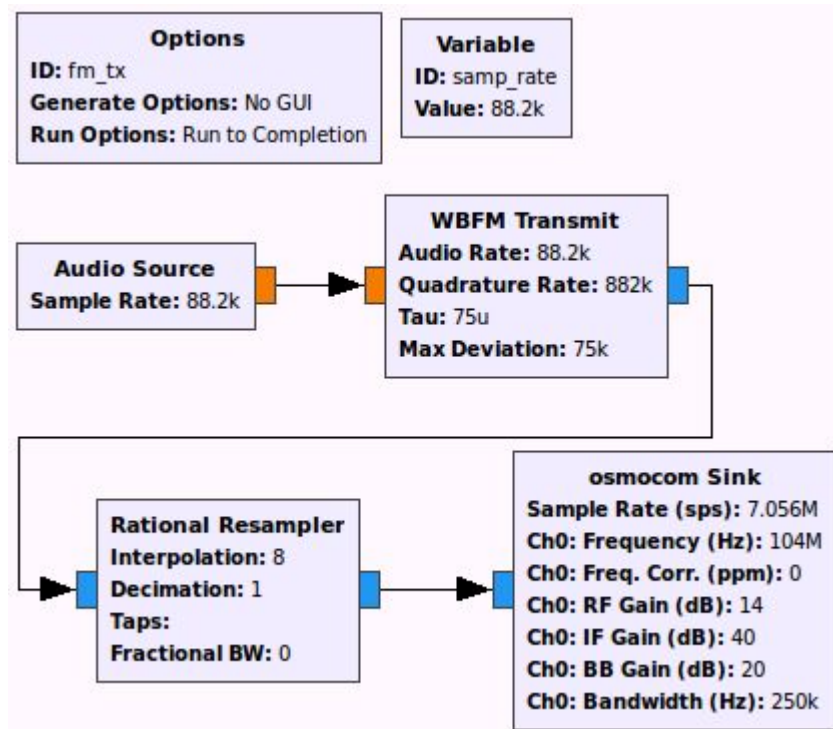 Options
ID: fm_tx
Generate Options: No GUI
Run Options: Run to Completion
Variable
ID: samp_rate
Value: 88.2k
Audio Source
Sample Rate: 88.2k
WBFM Transmit
Audio Rate: 88.2k
Quadrature Rate: 882k
Tau: 75u
Max Deviation: 75k
Rational Resampler
Interpolation: 8
Decimation: 1
Taps:
Fractional BW: 0
osmocom Sink
Sample Rate (sps): 7.056M
Ch0: Frequency (Hz): 104M
Ch0: Freq. Corr. (ppm): 0
Ch0: RF Gain (dB): 14
Ch0: IF Gain (dB): 40
Ch0: BB Gain (dB): 20
Ch0: Bandwidth (Hz): 250k